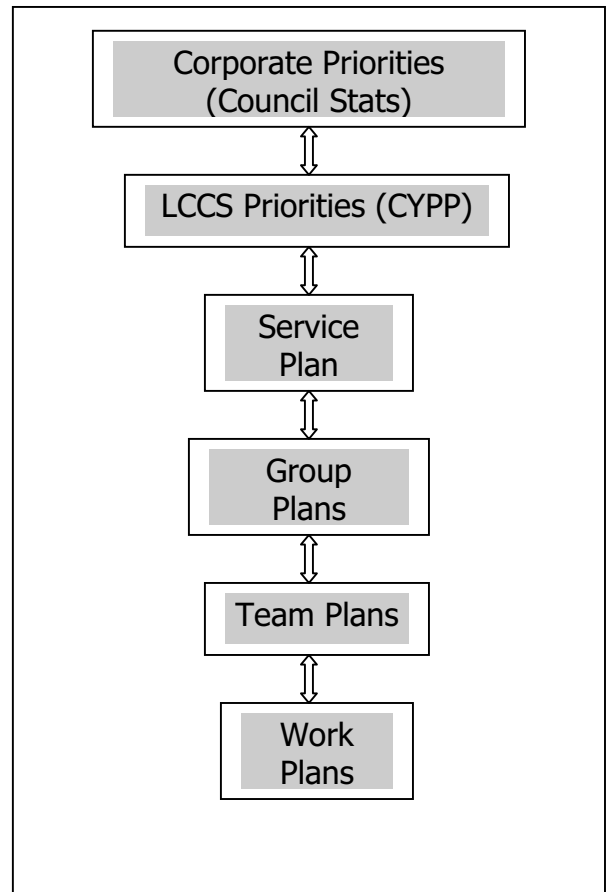 Corporate Priorities
(Council Stats)
LCCS Priorities (CYPP)
Service
Plan
Group
Plans
Team Plans
Work
Plans